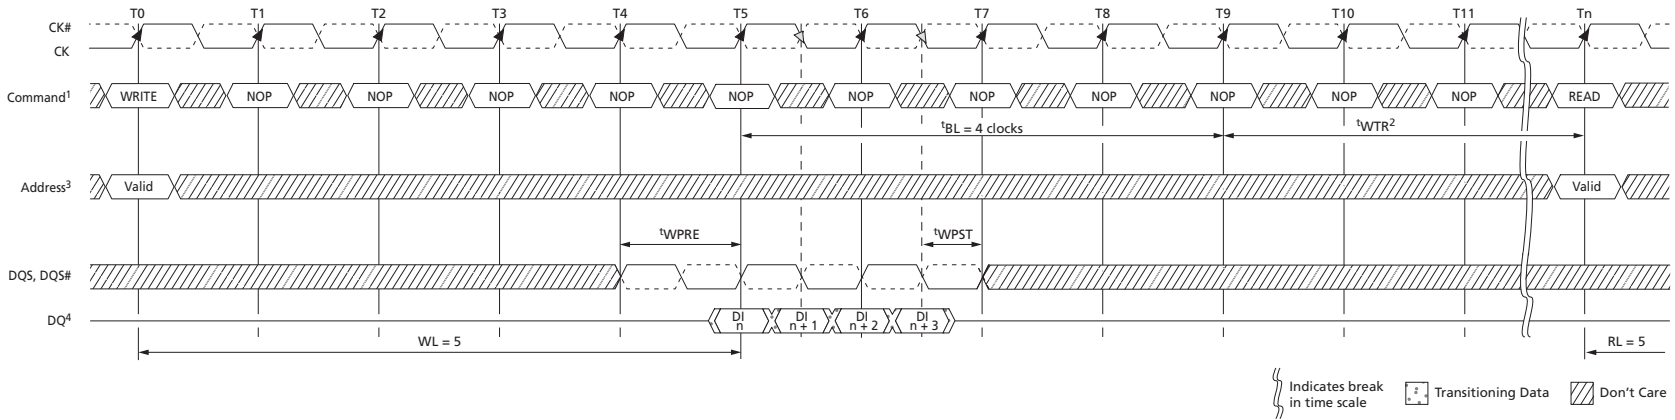 T0 T1 T2 T3 T4 T5 T6 T7 T8 T9 T10 T11 Tn
CK#
CK
Command1 WRITE NOP NOP NOP NOP NOP NOP NOP NOP NOP NOP NOP READ
tBL = 4 clocks tWTR2
Address3 Valid Valid
tWPRE tWPST
DQS, DQS#
DQ4 DI n DI n + 1 DI n + 2 DI n + 3
WL = 5 RL = 5
Indicates break in time scale
Transitioning Data
Don't Care